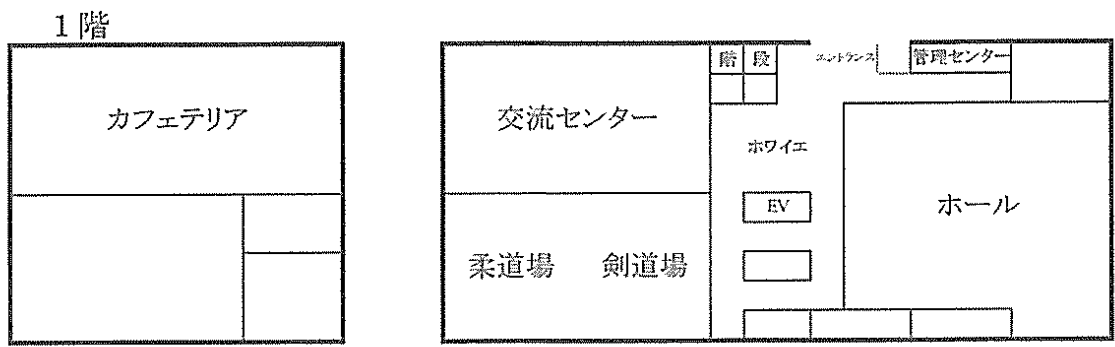 1階
階 段
エントランス
管理センター
カフェテリア
交流センター
ホワイエ
EV
ホール
柔道場 剣道場